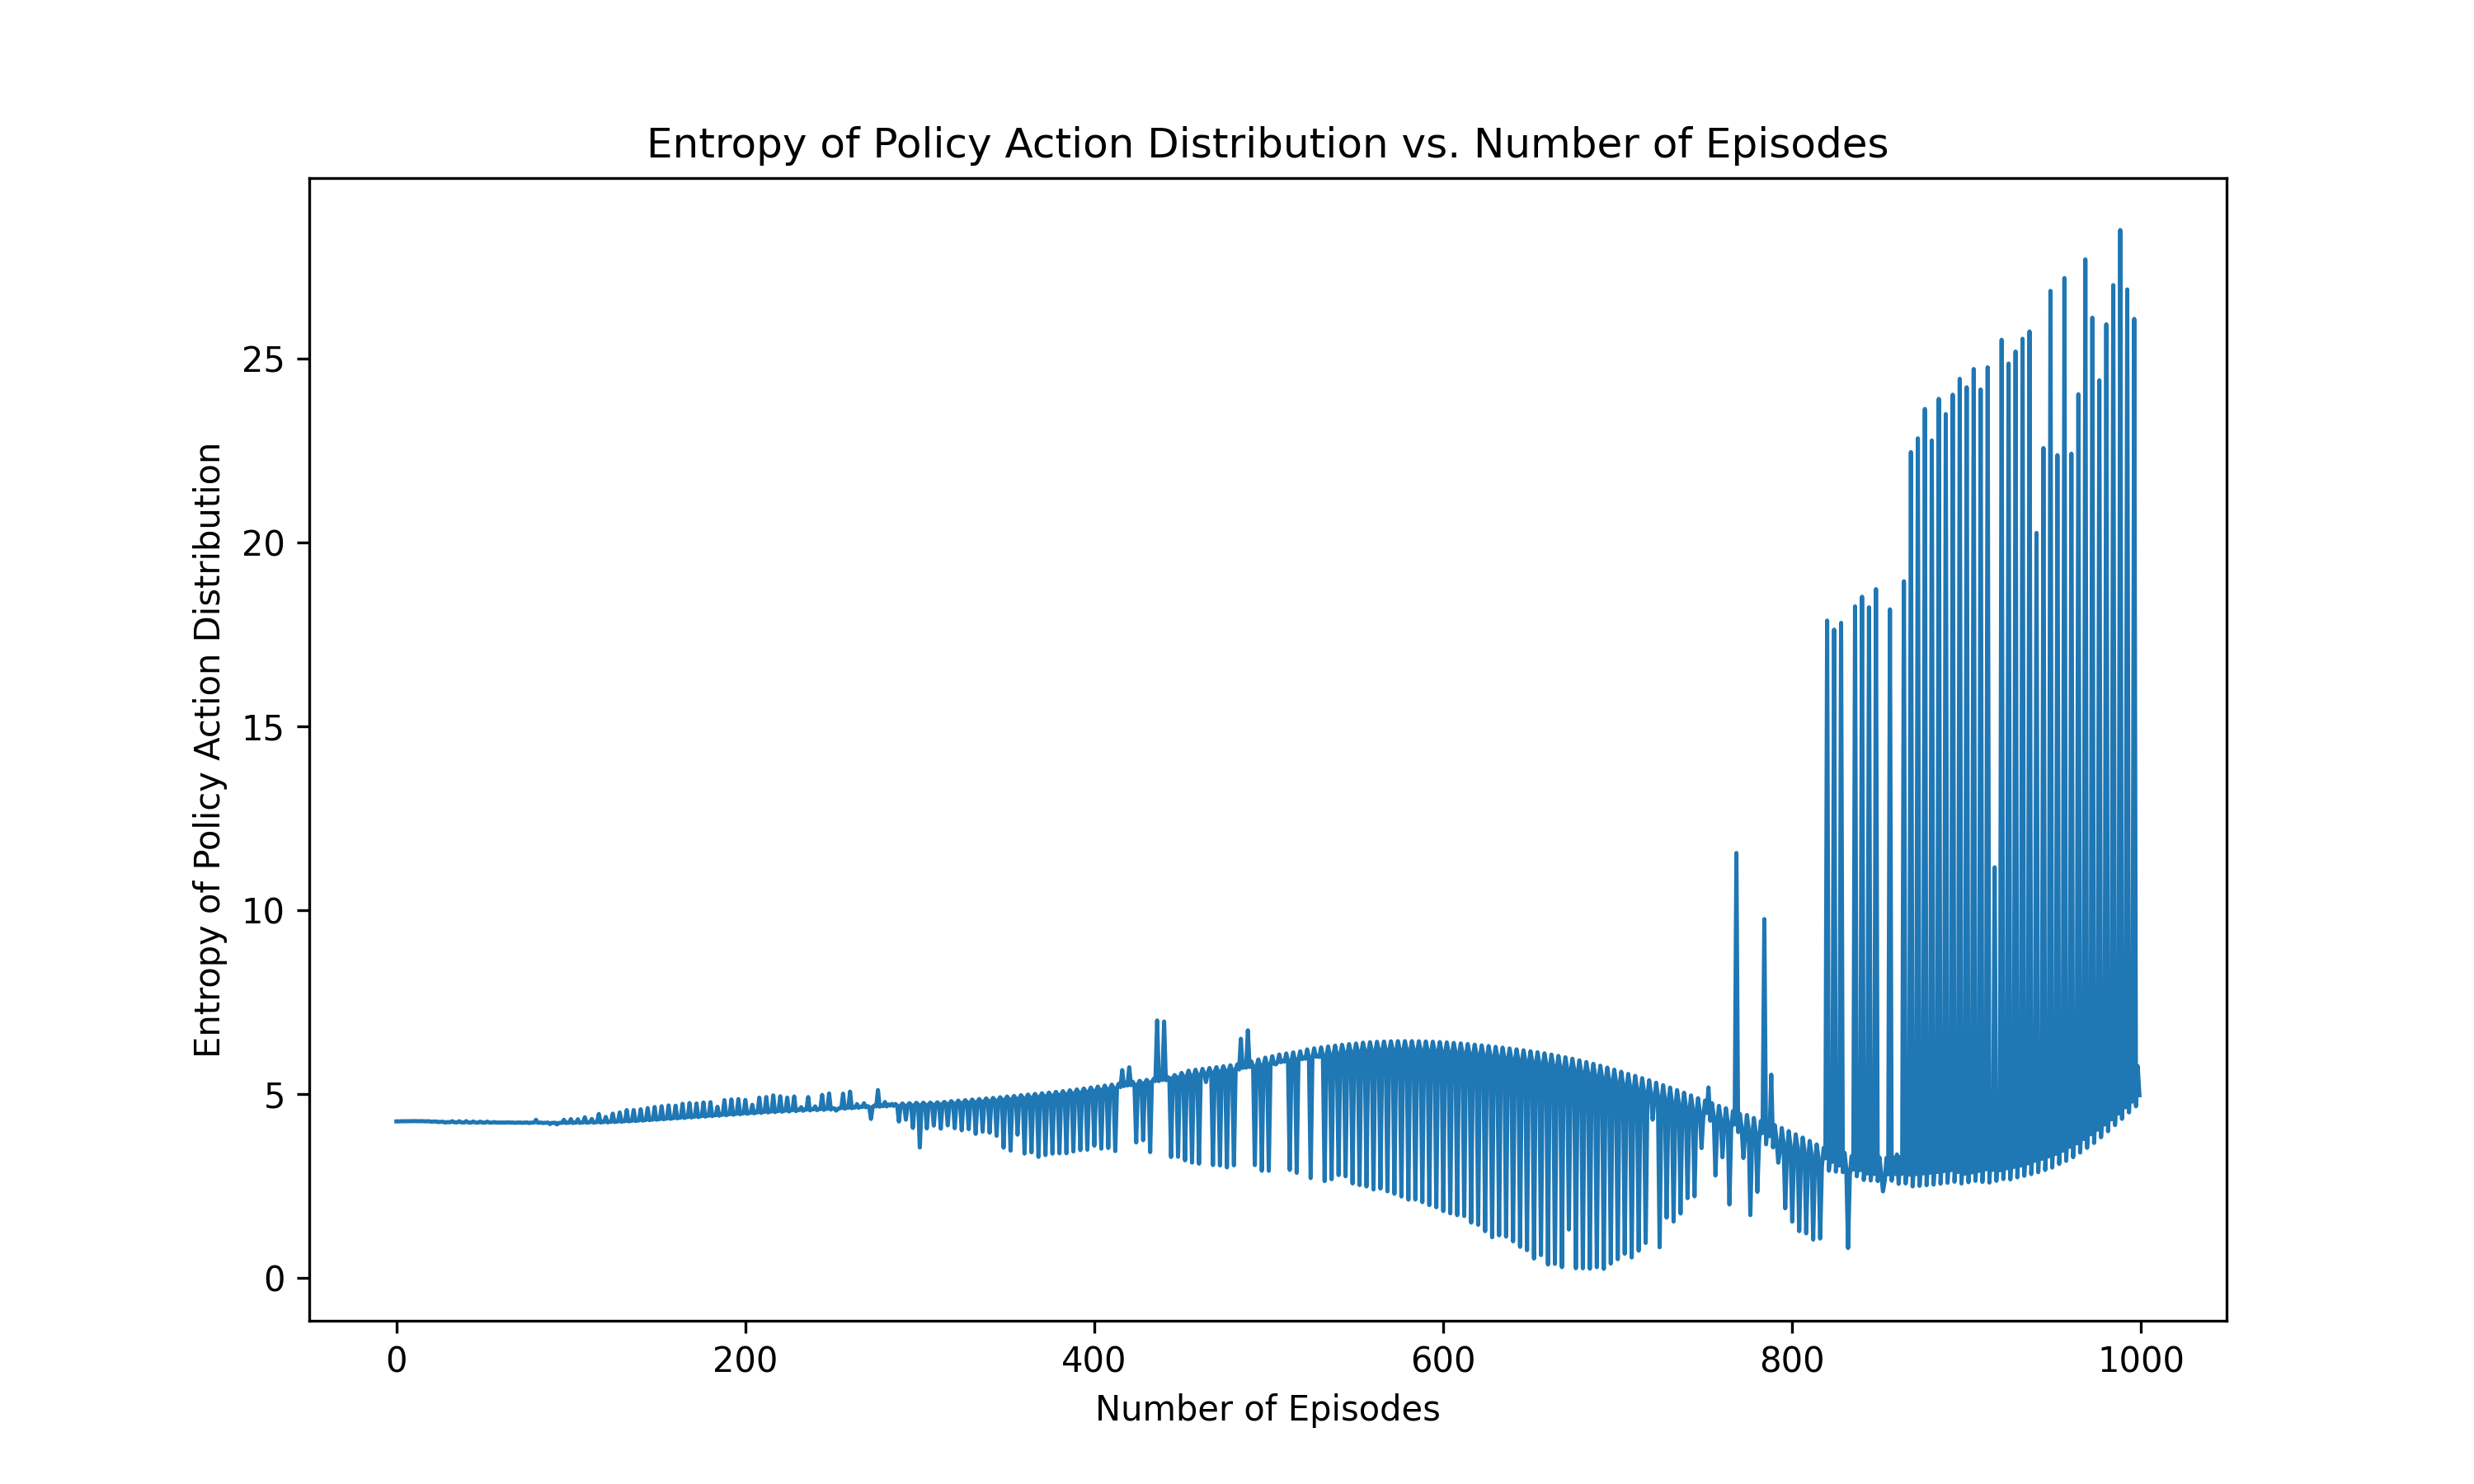 Entropy of Policy Action Distribution vs. Number of Episodes
Entropy of Policy Action Distribution
25
20
15
10
5
0
0 200 400 600 800 1000
Number of Episodes